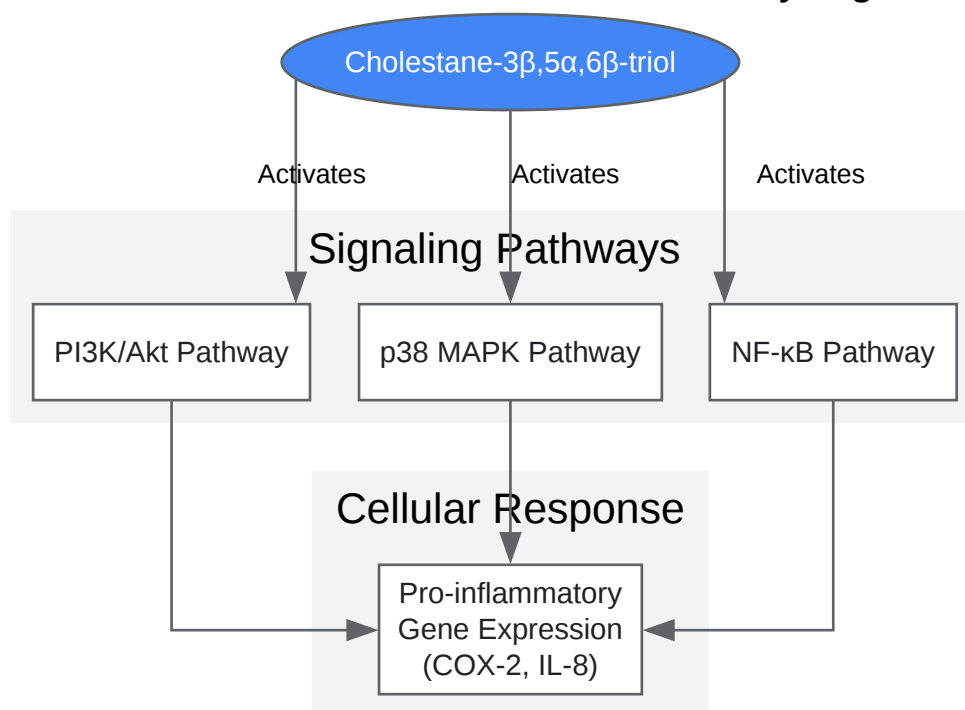 Cholestane-3β,5α,6β-triol
Activates Activates Activates
Signaling Pathways
PI3K/Akt Pathway p38 MAPK Pathway NF-κB Pathway
Cellular Response
Pro-inflammatory
Gene Expression
(COX-2, IL-8)